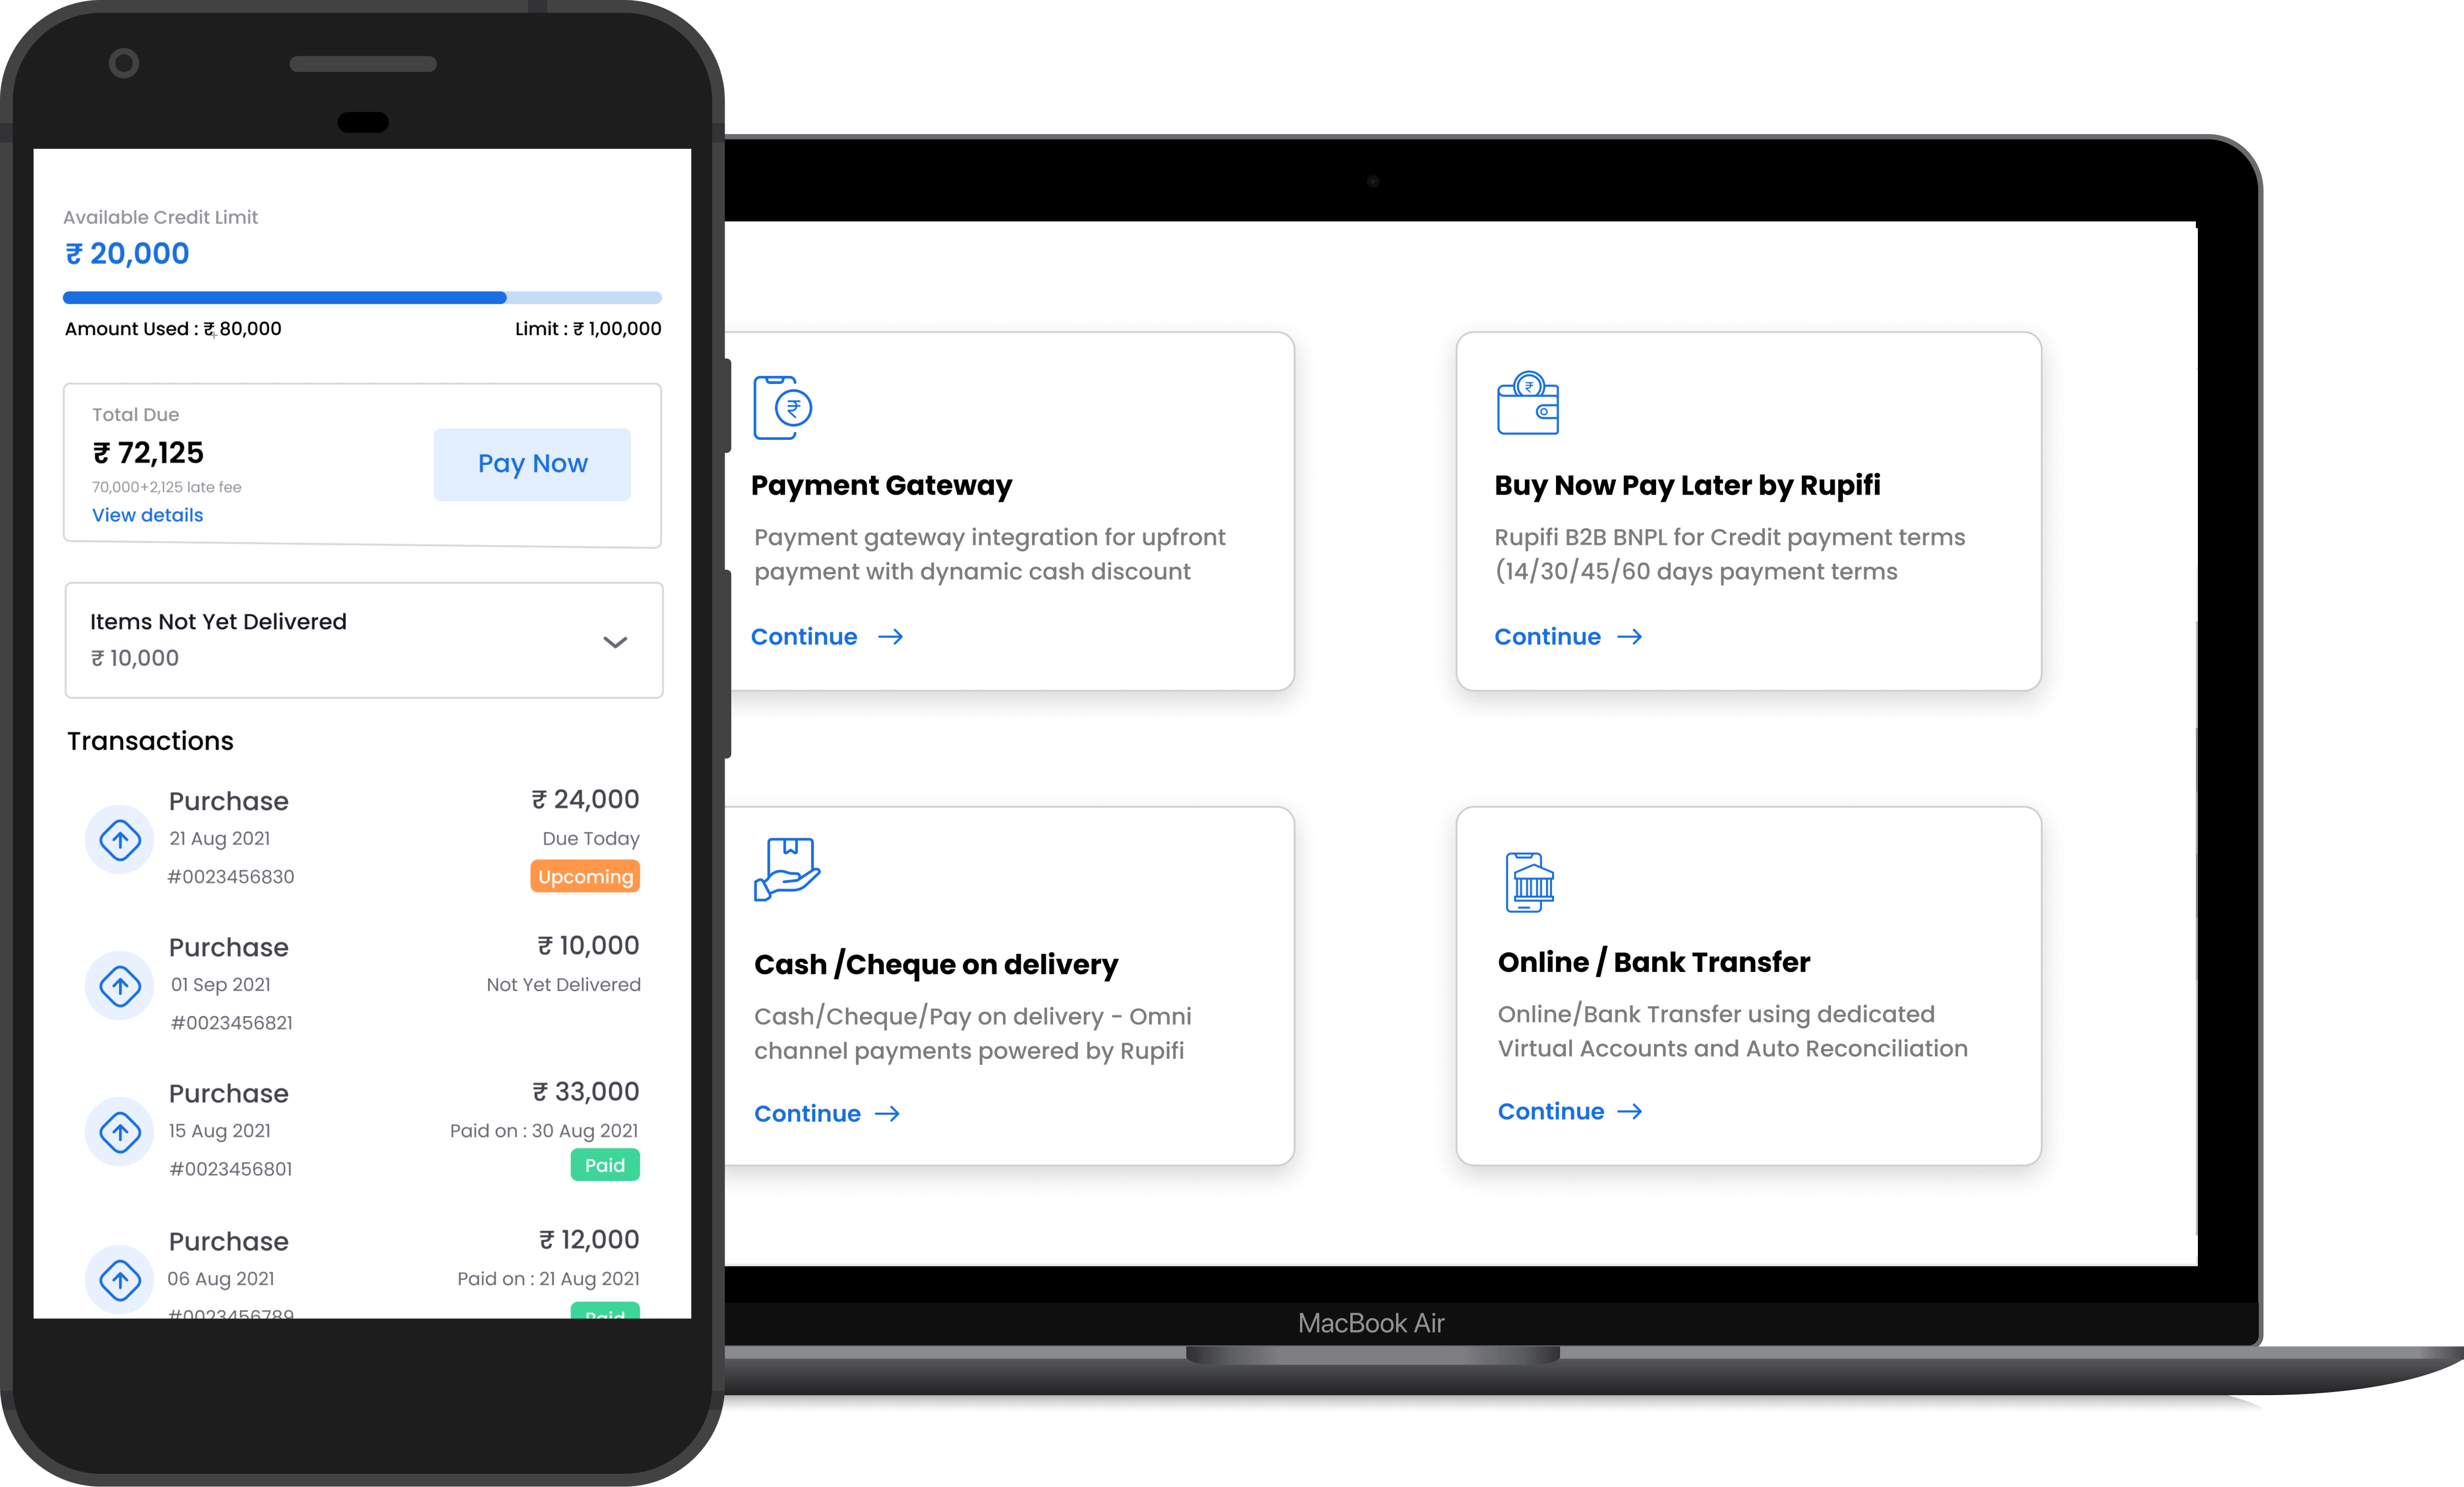 Available Credit Limit
₹ 20,000
Amount Used : ₹ 80,000
Limit : ₹ 1,00,000
Total Due
₹ 72,125
70,000+2,125 late fee
View details
Pay Now
Items Not Yet Delivered
₹ 10,000
Transactions
Purchase
₹ 24,000
21 Aug 2021
Due Today
#0023456830
Upcoming
Purchase
₹ 10,000
01 Sep 2021
Not Yet Delivered
#0023456821
Purchase
₹ 33,000
15 Aug 2021
Paid on : 30 Aug 2021
#0023456801
Paid
Purchase
₹ 12,000
06 Aug 2021
Paid on : 21 Aug 2021
#0023456789
Paid
Payment Gateway
Payment gateway integration for upfront
payment with dynamic cash discount
Continue
Buy Now Pay Later by Rupifi
Rupifi B2B BNPL for Credit payment terms
(14/30/45/60 days payment terms
Continue
Cash /Cheque on delivery
Cash/Cheque/Pay on delivery - Omni
channel payments powered by Rupifi
Continue
Online / Bank Transfer
Online/Bank Transfer using dedicated
Virtual Accounts and Auto Reconciliation
Continue
MacBook Air